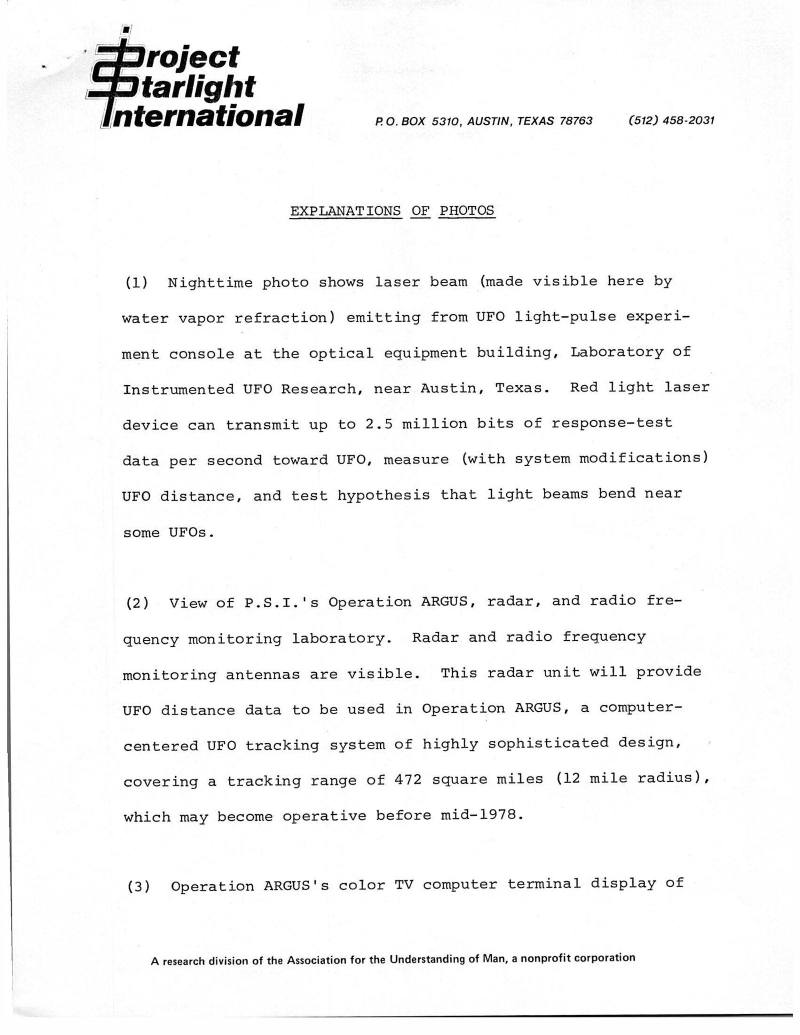 Project
Starlight
International
P.O. BOX 5310, AUSTIN, TEXAS 78763 (512) 458-2031
EXPLANATIONS OF PHOTOS
(1) Nighttime photo shows laser beam (made visible here by
water vapor refraction) emitting from UFO light-pulse experi-
ment console at the optical equipment building, Laboratory of
Instrumented UFO Research, near Austin, Texas. Red light laser
device can transmit up to 2.5 million bits of response-test
data per second toward UFO, measure (with system modifications)
UFO distance, and test hypothesis that light beams bend near
some UFOs.
(2) View of P.S.I.'s Operation ARGUS, radar, and radio fre-
quency monitoring laboratory. Radar and radio frequency
monitoring antennas are visible. This radar unit will provide
UFO distance data to be used in Operation ARGUS, a computer-
centered UFO tracking system of highly sophisticated design,
covering a tracking range of 472 square miles (12 mile radius),
which may become operative before mid-1978.
(3) Operation ARGUS's color TV computer terminal display of
A research division of the Association for the Understanding of Man, a nonprofit corporation